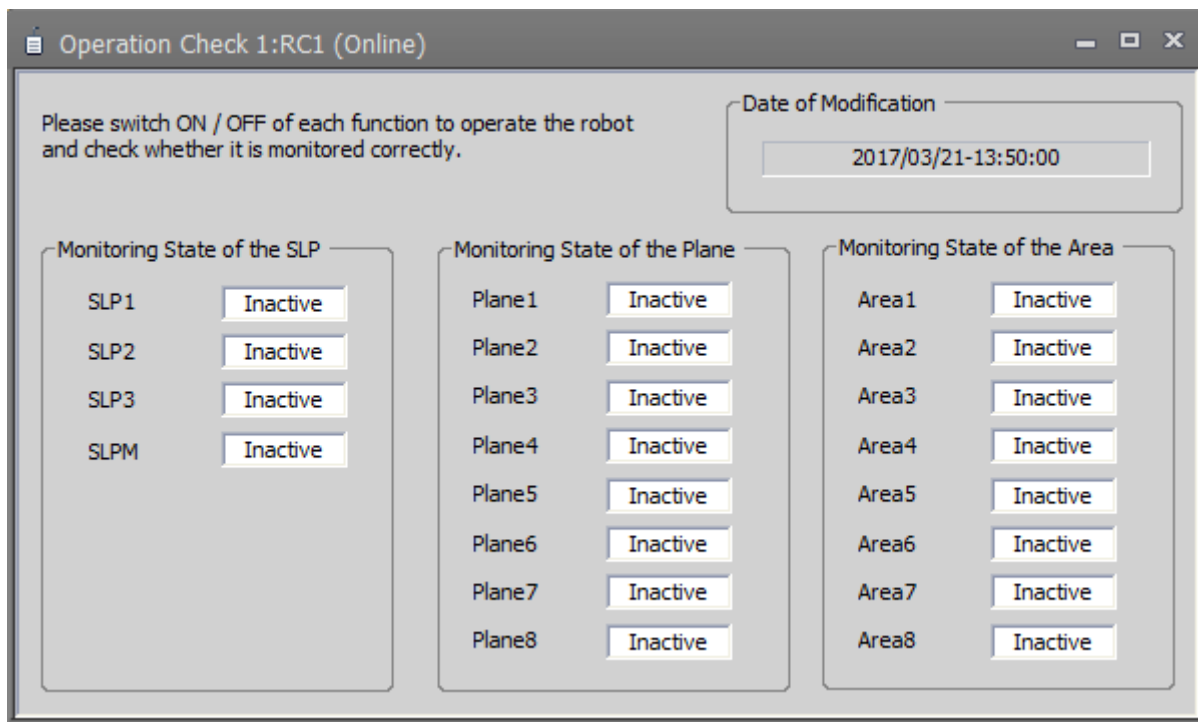 Operation Check 1:RC1 (Online)
Please switch ON / OFF of each function to operate the robot
and check whether it is monitored correctly.
Date of Modification
2017/03/21-13:50:00
Monitoring State of the SLP
SLP1 Inactive
SLP2 Inactive
SLP3 Inactive
SLPM Inactive
Monitoring State of the Plane
Plane1 Inactive
Plane2 Inactive
Plane3 Inactive
Plane4 Inactive
Plane5 Inactive
Plane6 Inactive
Plane7 Inactive
Plane8 Inactive
Monitoring State of the Area
Area1 Inactive
Area2 Inactive
Area3 Inactive
Area4 Inactive
Area5 Inactive
Area6 Inactive
Area7 Inactive
Area8 Inactive